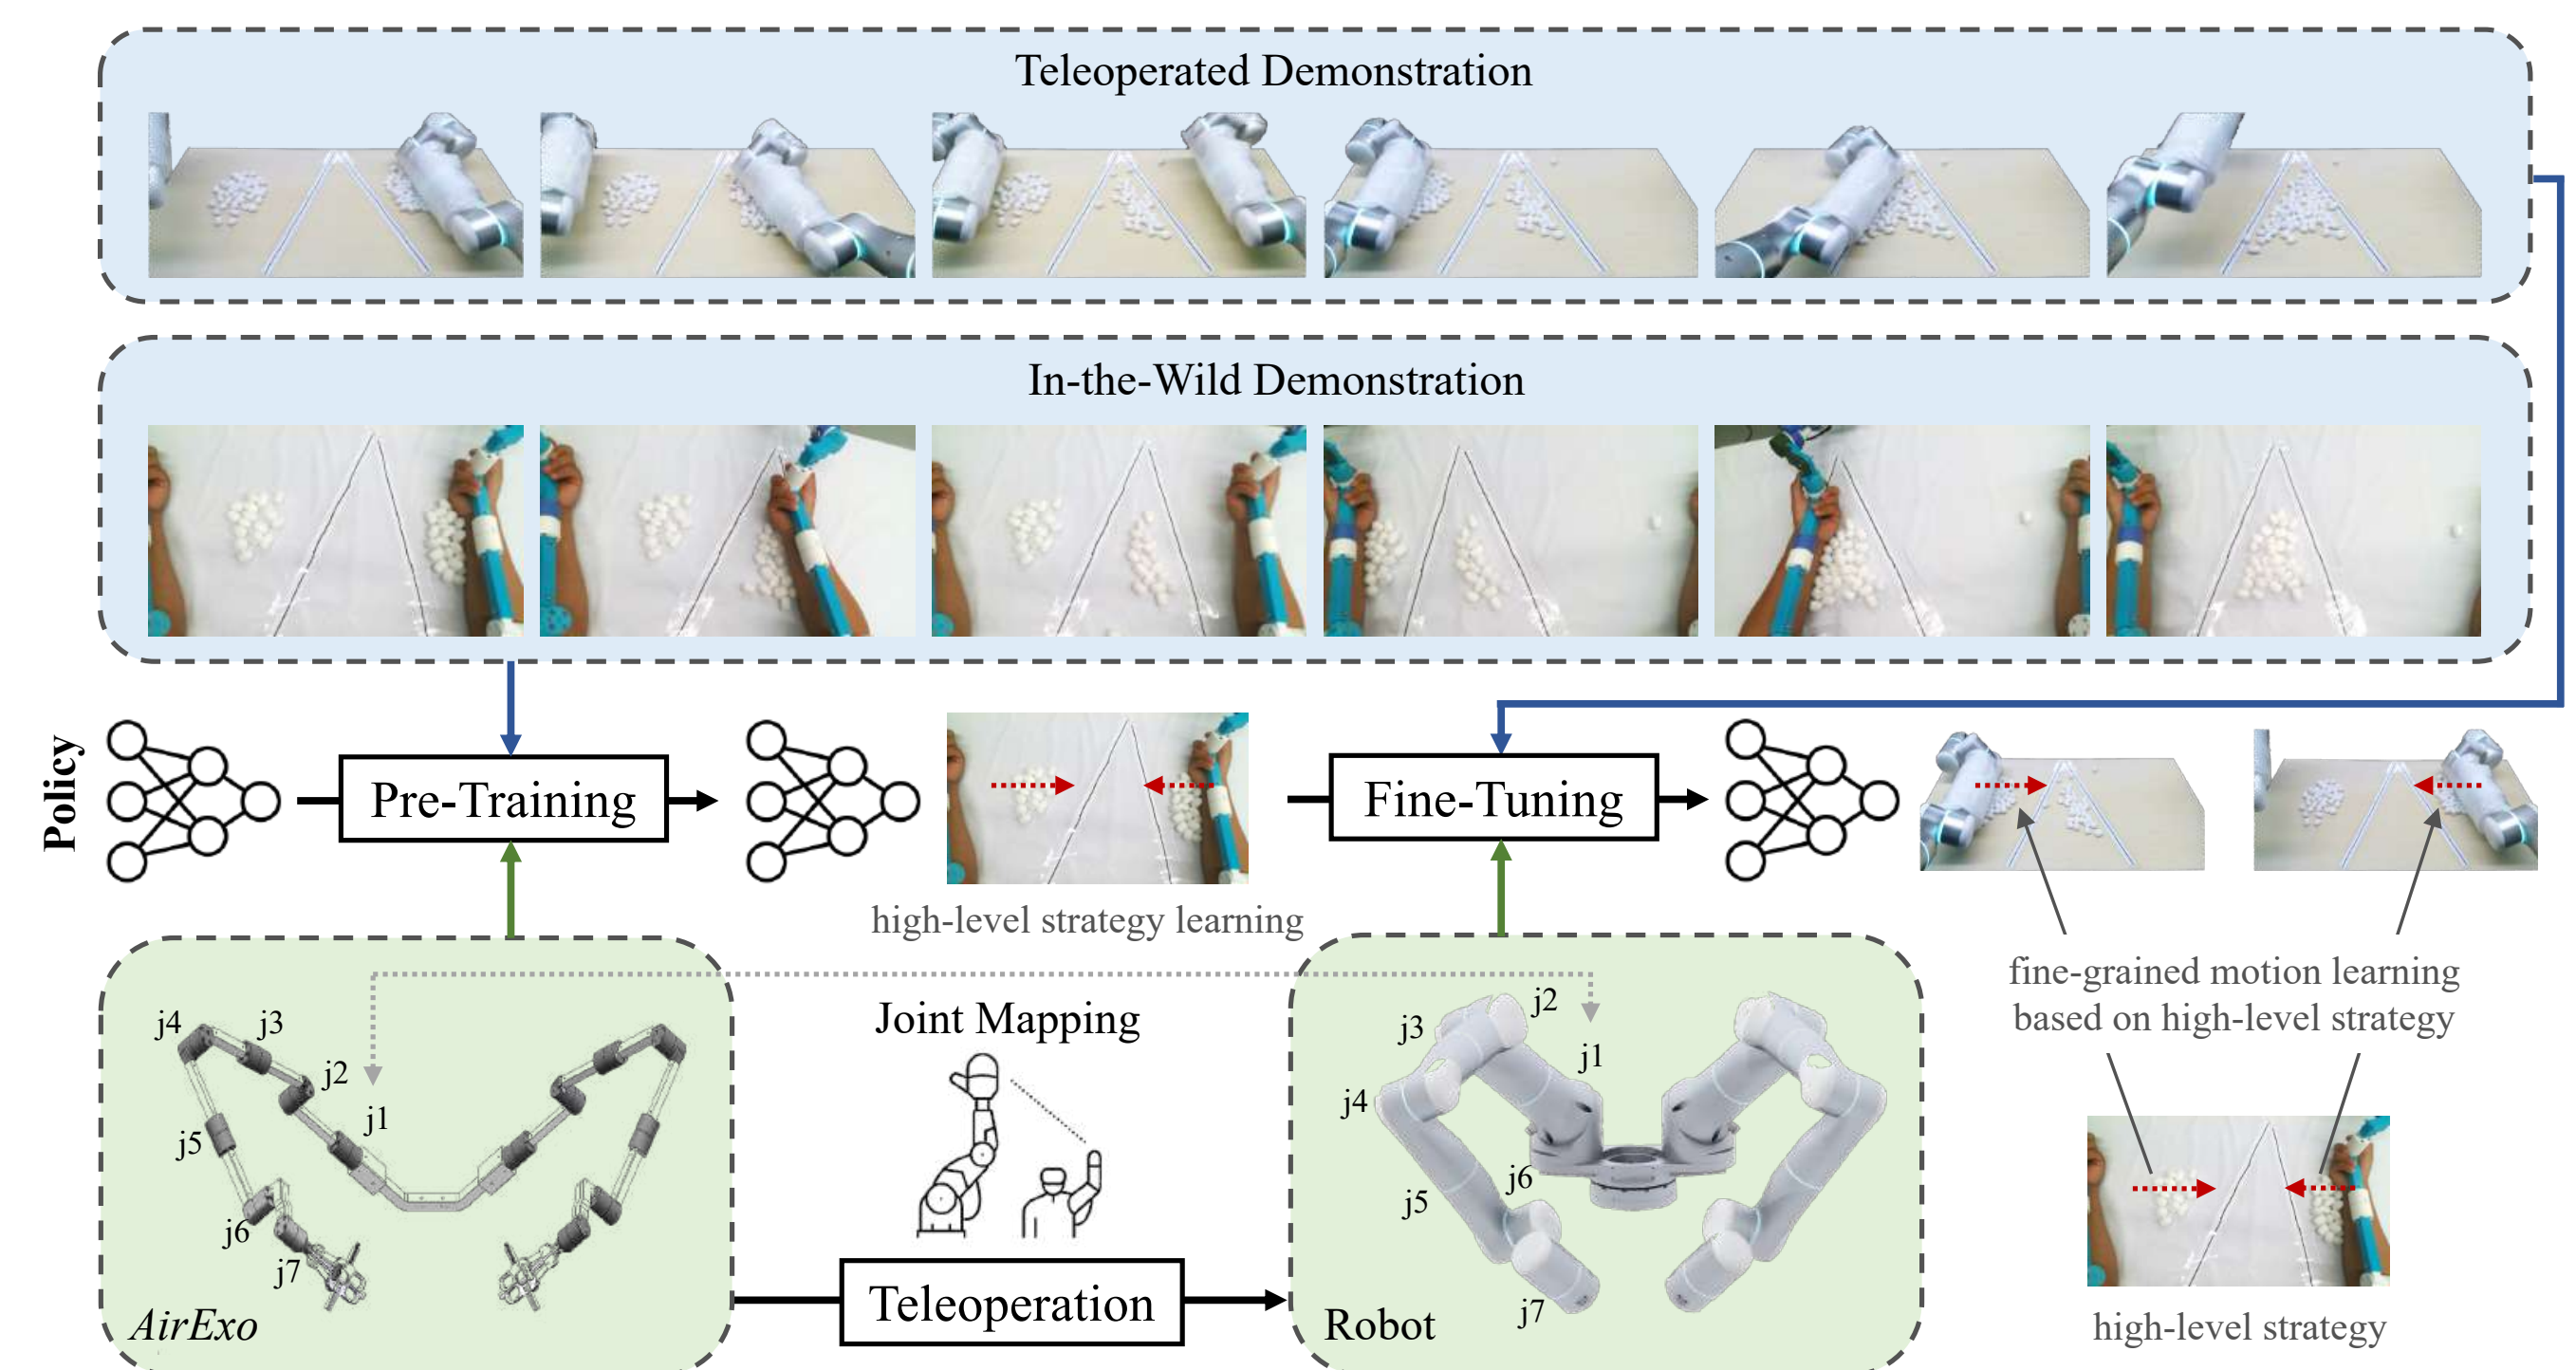 Teleoperated Demonstration
In-the-Wild Demonstration
Policy
Pre-Training
high-level strategy learning
Fine-Tuning
fine-grained motion learning
based on high-level strategy
high-level strategy
j4
j3
j2
j1
j5
j6
j7
AirExo
Joint Mapping
Teleoperation
j2
j3
j1
j4
j6
j5
j7
Robot